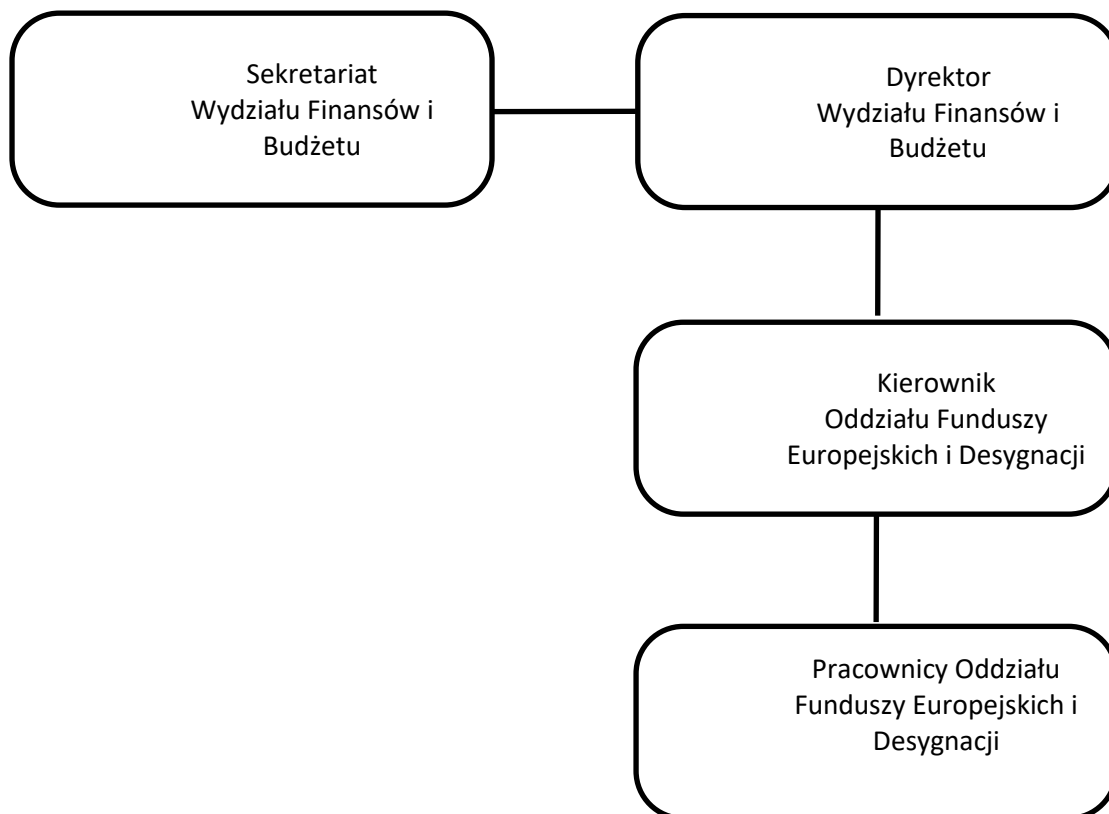 Sekretariat
Wydziału Finansów i
Budżetu
Dyrektor
Wydziału Finansów i
Budżetu
Kierownik
Oddziału Funduszy
Europejskich i Desygnacji
Pracownicy Oddziału
Funduszy Europejskich i
Desygnacji